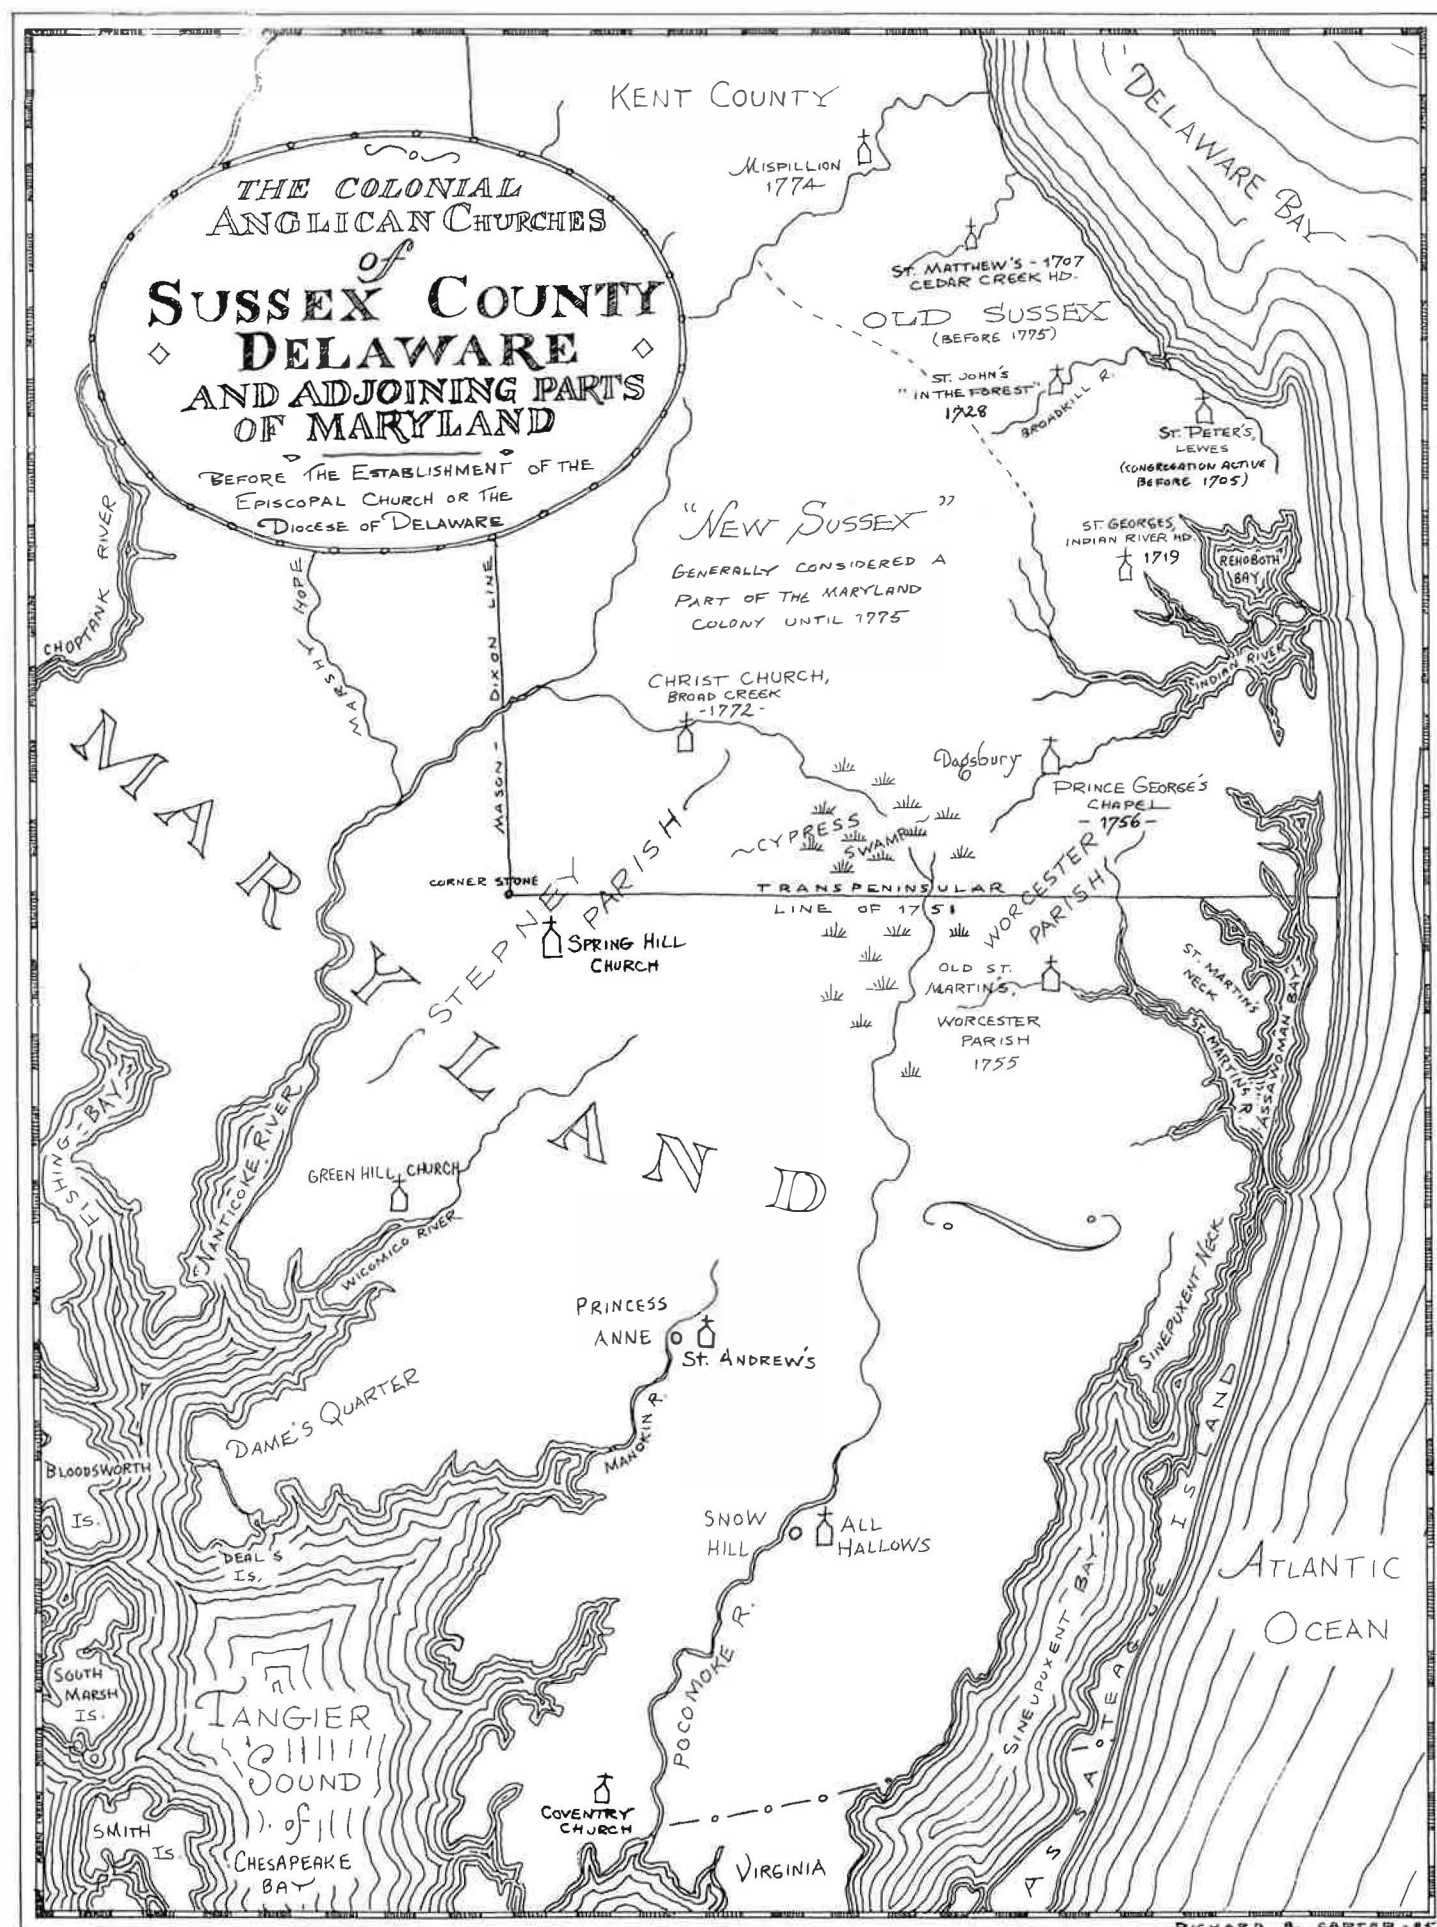 THE COLONIAL
ANGLICAN CHURCHES
of
SUSSEX COUNTY
DELAWARE
AND ADJOINING PARTS
OF MARYLAND
BEFORE THE ESTABLISHMENT OF THE
EPISCOPAL CHURCH OR THE
DIOCESE OF DELAWARE
KENT COUNTY
DELAWARE BAY
MISPILLION
1774
ST. MATTHEW'S - 1707
CEDAR CREEK HD.
OLD SUSSEX
(BEFORE 1775)
ST. JOHN'S
"IN THE FOREST"
1728
BROADKILL R.
ST. PETER'S,
LEWES
(CONGREGATION ACTIVE
BEFORE 1705)
"NEW SUSSEX"
GENERALLY CONSIDERED A
PART OF THE MARYLAND
COLONY UNTIL 1775
ST. GEORGES,
INDIAN RIVER HD.
1719
REHOBOTH
BAY
INDIAN RIVER
CHOPTANK RIVER
MARSHY HOPE
MASON-DIXON LINE
CHRIST CHURCH,
BROAD CREEK
-1772-
Dagsbury
PRINCE GEORGE'S
CHAPEL
-1756-
~CYPRESS
SWAMP
MARYLAND
CORNER STONE
TRANSPENINSULAR
LINE OF 1751
STEPNEY
PARISH
WORCESTER
PARISH
SPRING HILL
CHURCH
OLD ST.
MARTIN'S,
WORCESTER
PARISH
1755
ST. MARTIN'S
NECK
ST. MARTINS R.
ASSAWOMAN BAY
FISHING BAY
NANTICOKE RIVER
GREEN HILL CHURCH
WICOMICO RIVER
SINEPUXENT NECK
PRINCESS
ANNE
ST. ANDREW'S
MANOKIN R.
DAME'S QUARTER
BLOODSWORTH
IS.
DEAL'S
IS.
SNOW
HILL
ALL
HALLOWS
POCOMOKE R.
SINEUPUXENT BAY
ASSATEAGUE ISLAND
ATLANTIC
OCEAN
SOUTH
MARSH
IS.
TANGIER
SOUND
of
CHESAPEAKE
BAY
SMITH
IS.
COVENTRY
CHURCH
VIRGINIA